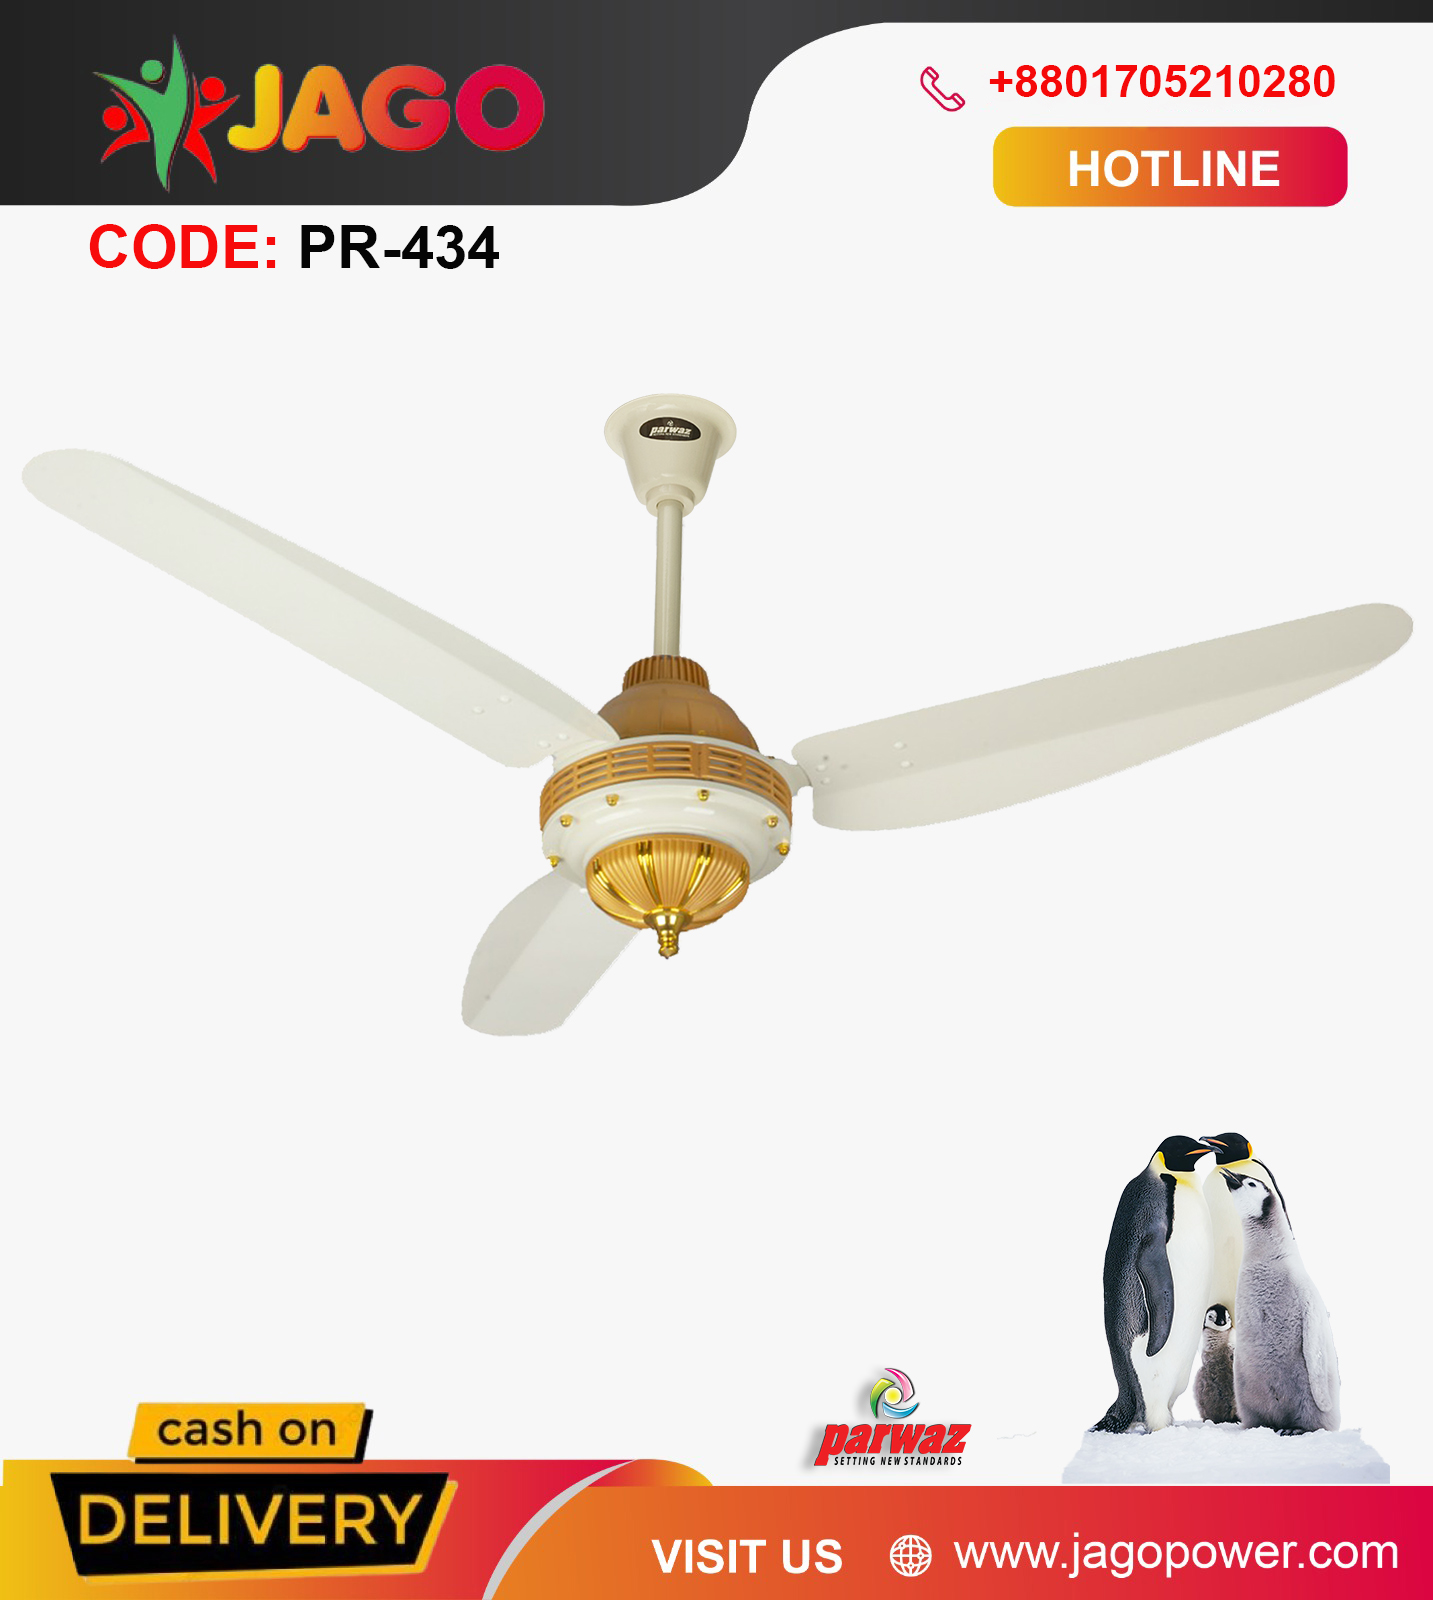 JAGO
+8801705210280
HOTLINE
CODE: PR-434
parwaz
cash on
DELIVERY
parwaz
SETTING NEW STANDARDS
VISIT US
www.jagopower.com